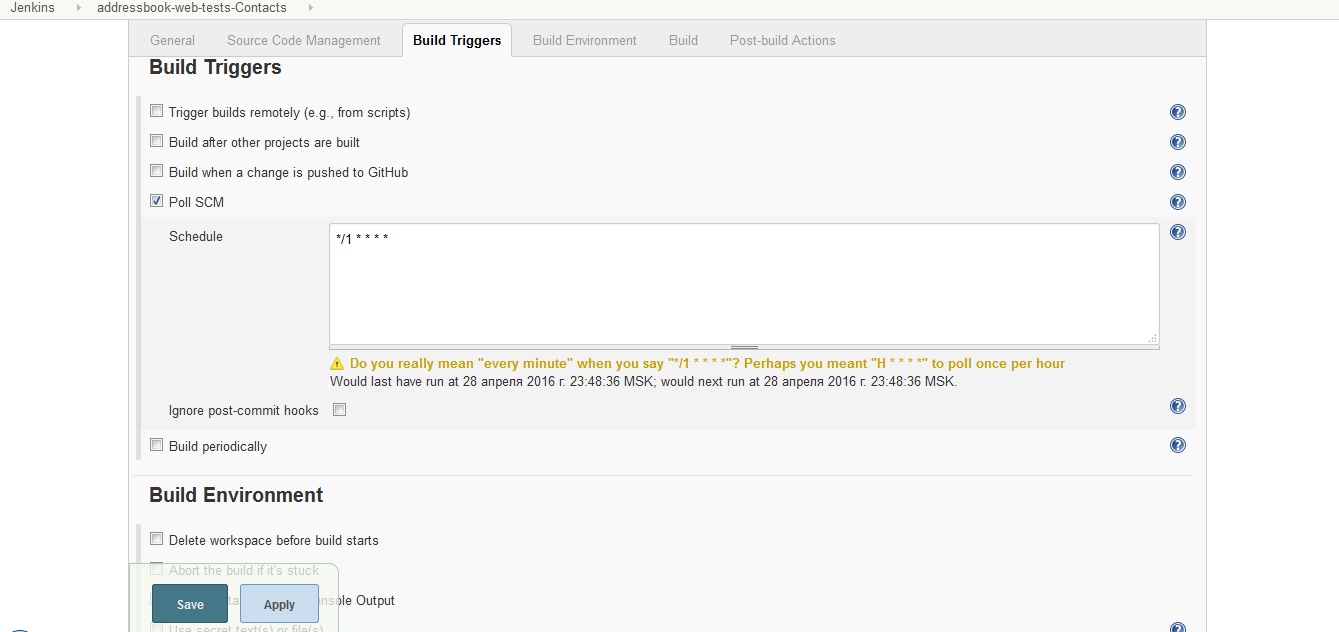 Jenkins addressbook-web-tests-Contacts
General Source Code Management Build Triggers Build Environment Build Post-build Actions
Build Triggers
Trigger builds remotely (e.g., from scripts)
Build after other projects are built
Build when a change is pushed to GitHub
Poll SCM
Schedule
*/1 * * * *
Do you really mean "every minute" when you say "*/1 * * * *"? Perhaps you meant "H * * * *" to poll once per hour
Would last have run at 28 апреля 2016 г. 23:48:36 MSK; would next run at 28 апреля 2016 г. 23:48:36 MSK.
Ignore post-commit hooks
Build periodically
Build Environment
Delete workspace before build starts
Abort the build if it's stuck
Output
Save Apply
Use secret text(s) or file(s)